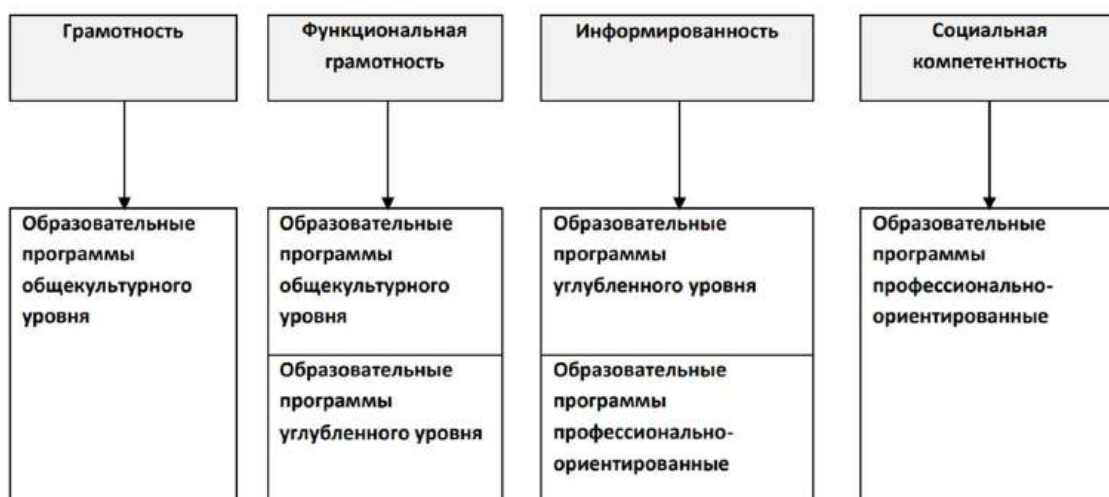 Грамотность
Функциональная
грамотность
Информированность
Социальная
компетентность
Образовательные
программы
общекультурного
уровня
Образовательные
программы
общекультурного
уровня
Образовательные
программы
углубленного уровня
Образовательные
программы
углубленного уровня
Образовательные
программы
профессионально-
ориентированные
Образовательные
программы
профессионально-
ориентированные